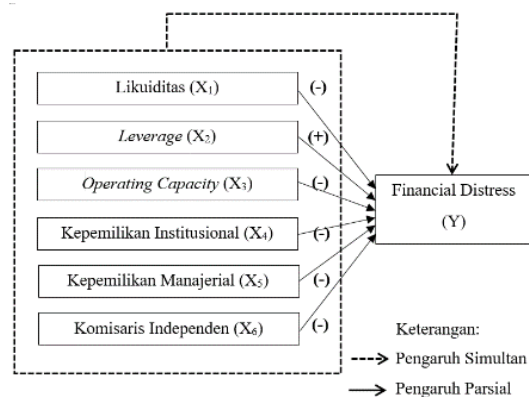 Likuiditas (X₁) (-)
Leverage (X₂) (+)
Operating Capacity (X₃) (-)
Financial Distress
(Y)
Kepemilikan Institusional (X₄) (-)
Kepemilikan Manajerial (X₅) (-)
Komisaris Independen (X₆) (-)
Keterangan:
Pengaruh Simultan
Pengaruh Parsial